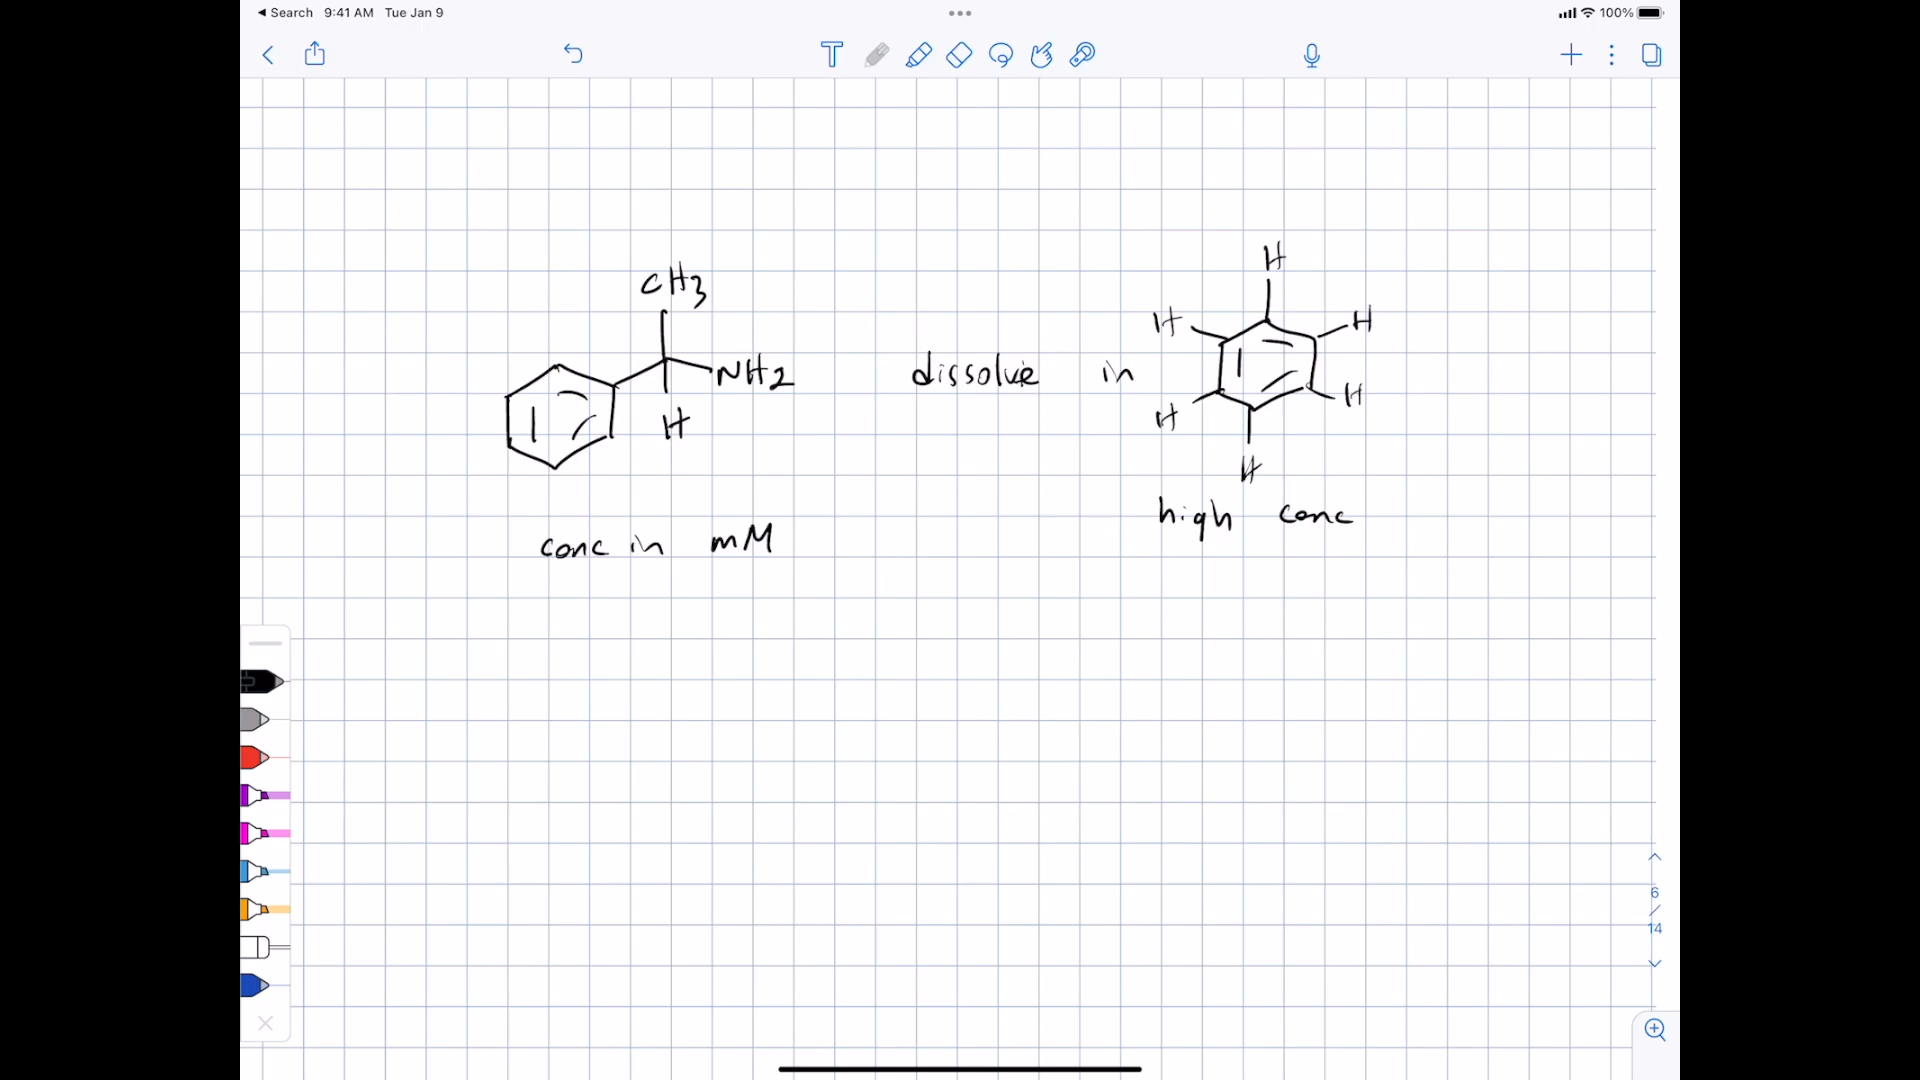 Search 9:41 AM Tue Jan 9
100%
T
H
CH3
H
H
NH2
dissolve in
H
H
H
H
high conc
conc in mM
6
/
14